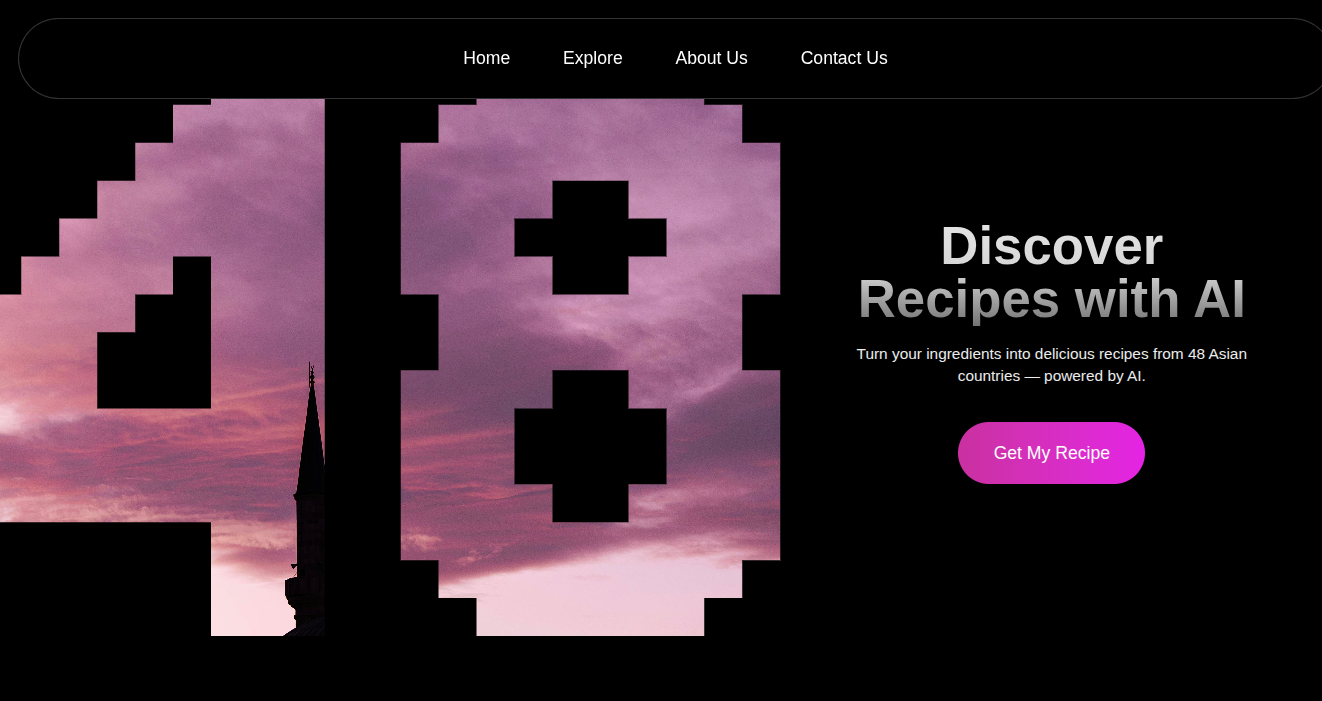 Home Explore About Us Contact Us
48
Discover
Recipes with AI
Turn your ingredients into delicious recipes from 48 Asian
countries — powered by AI.
Get My Recipe